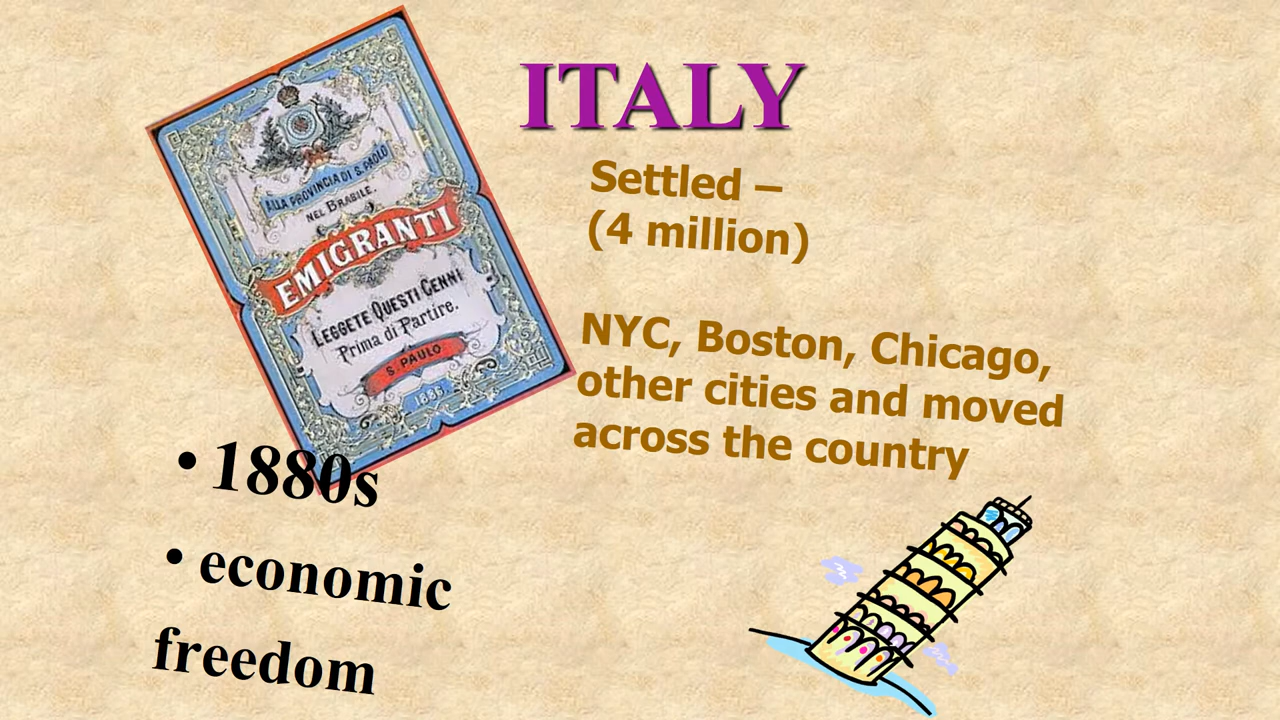 ITALY
ALLA PROVINCIA DI S. PAOLO
NEL BRASILE.
EMIGRANTI
LEGGETE QUESTI CENNI
Prima di Partire.
S. PAULO
Settled –
(4 million)
NYC, Boston, Chicago,
other cities and moved
across the country
• 1880s
• economic
freedom